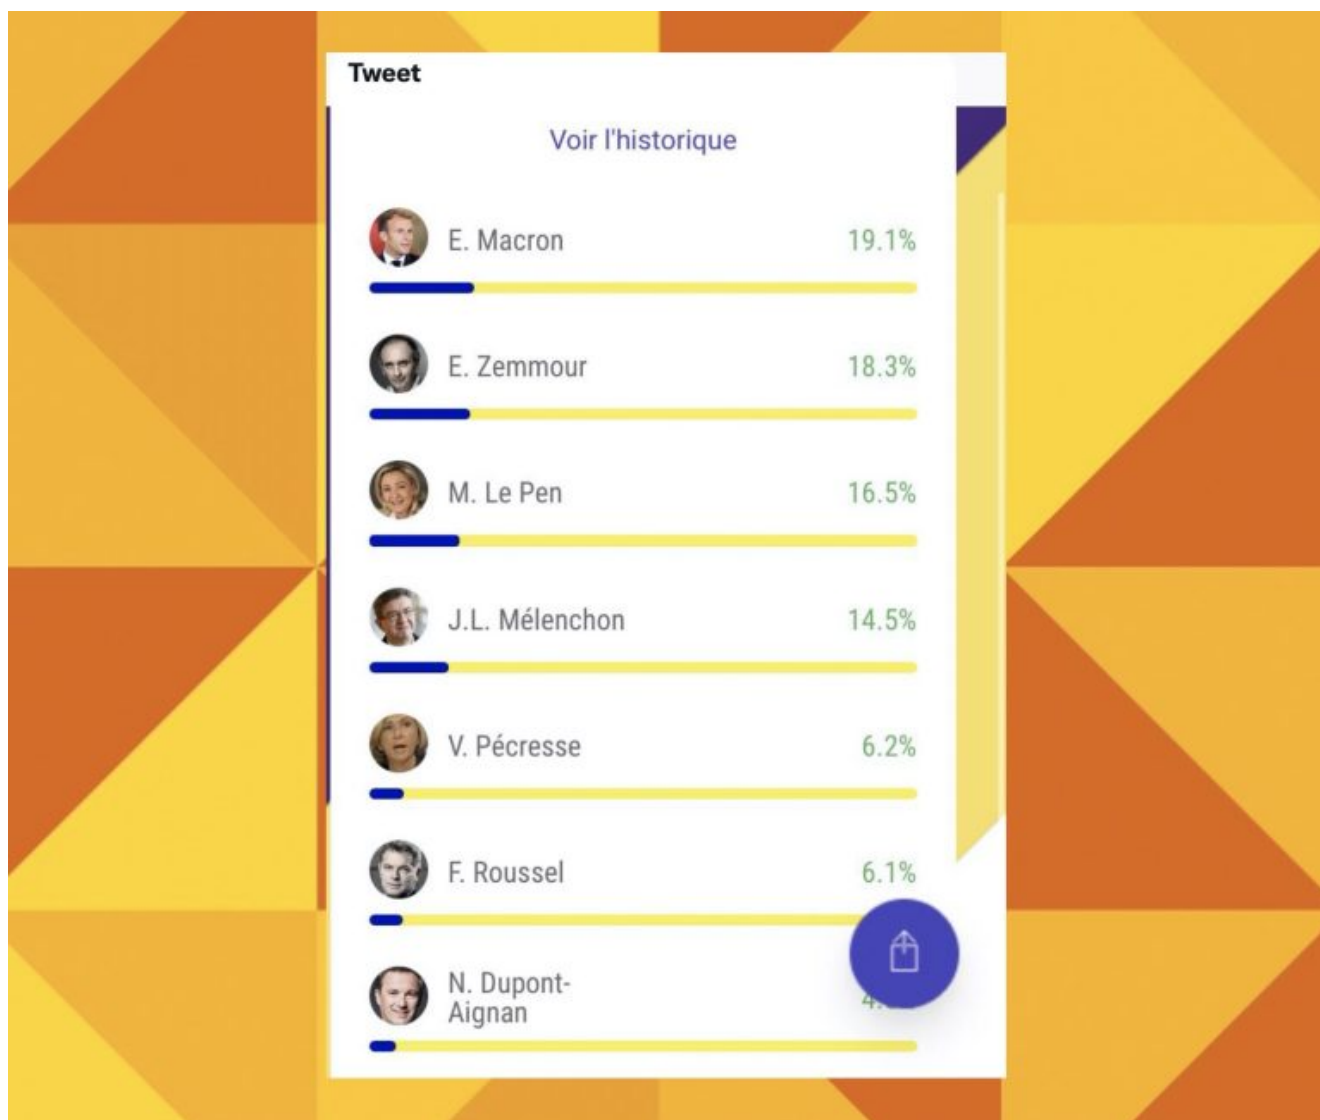 Tweet
Voir l'historique
E. Macron 19.1%
E. Zemmour 18.3%
M. Le Pen 16.5%
J.L. Mélenchon 14.5%
V. Pécresse 6.2%
F. Roussel 6.1%
N. Dupont-
Aignan